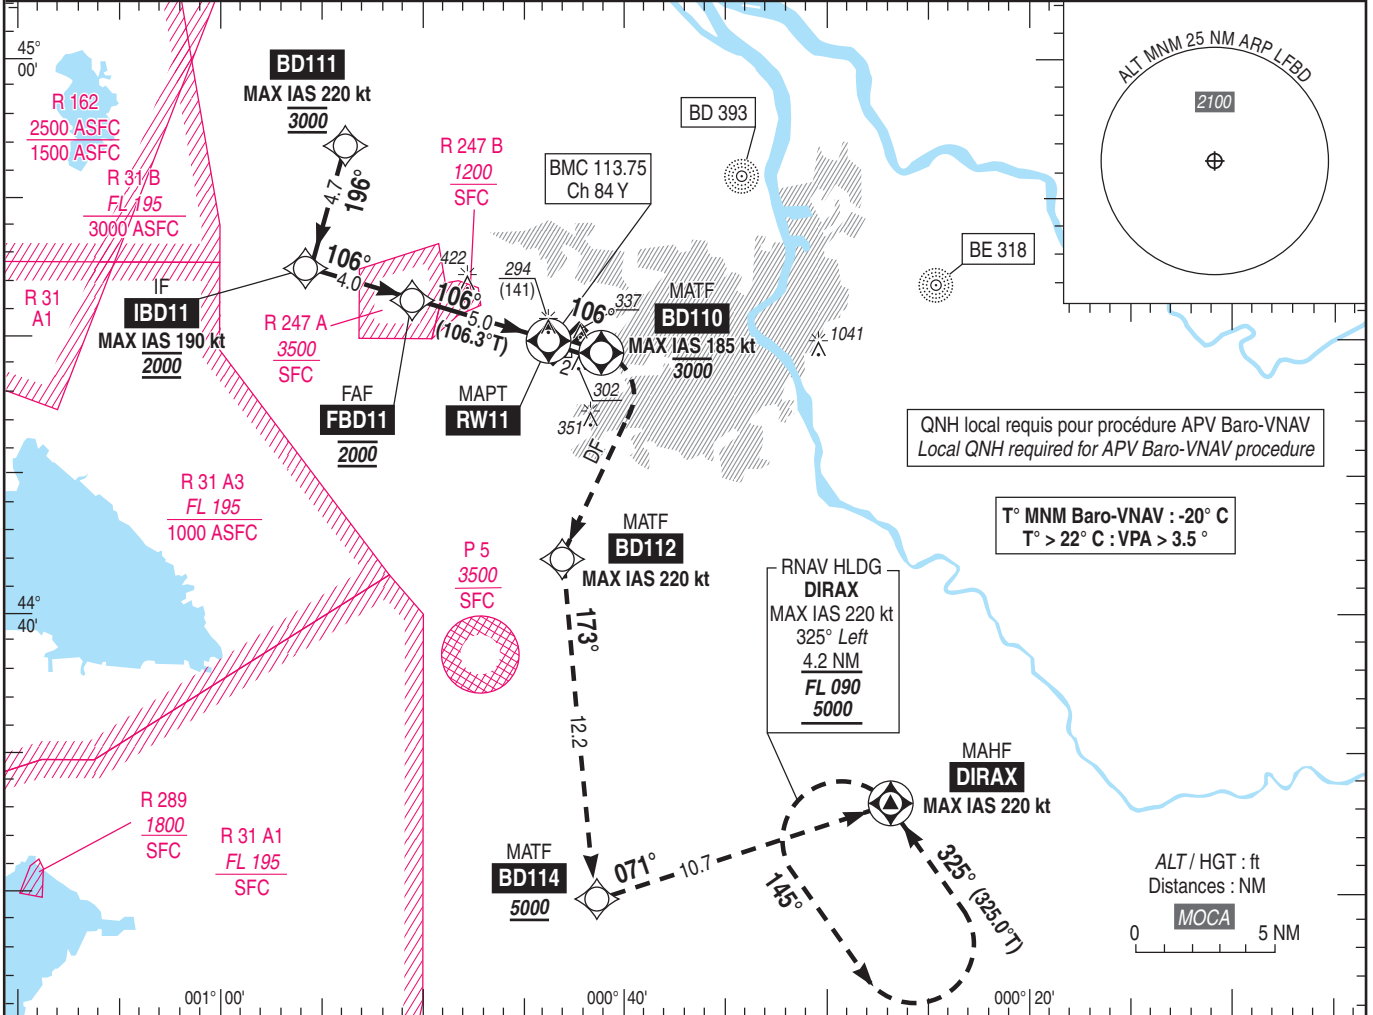 45°
00'
R 162
2500 ASFC
1500 ASFC
R 31 B
FL 195
3000 ASFC
R 31
A1
BD111
MAX IAS 220 kt
3000
4.7
196°
IF
IBD11
MAX IAS 190 kt
2000
106°
4.0
R 247 A
3500
SFC
R 247 B
1200
SFC
422
106°
5.0
(106.3°T)
FAF
FBD11
2000
MAPT
RW11
294
(141)
BMC 113.75
Ch 84 Y
106°
337
2
302
351
MATF
BD110
MAX IAS 185 kt
3000
BD 393
BE 318
1041
ALT MNM 25 NM ARP LFBD
2100
QNH local requis pour procédure APV Baro-VNAV
Local QNH required for APV Baro-VNAV procedure
T° MNM Baro-VNAV : -20° C
T° > 22° C : VPA > 3.5 °
DF
MATF
BD112
MAX IAS 220 kt
R 31 A3
FL 195
1000 ASFC
44°
40'
P 5
3500
SFC
173°
12.2
RNAV HLDG
DIRAX
MAX IAS 220 kt
325° Left
4.2 NM
FL 090
5000
MAHF
DIRAX
MAX IAS 220 kt
R 289
1800
SFC
R 31 A1
FL 195
SFC
MATF
BD114
5000
071°
10.7
145°
325° (325.0°T)
ALT / HGT : ft
Distances : NM
MOCA
0 5 NM
001° 00'
000° 40'
000° 20'